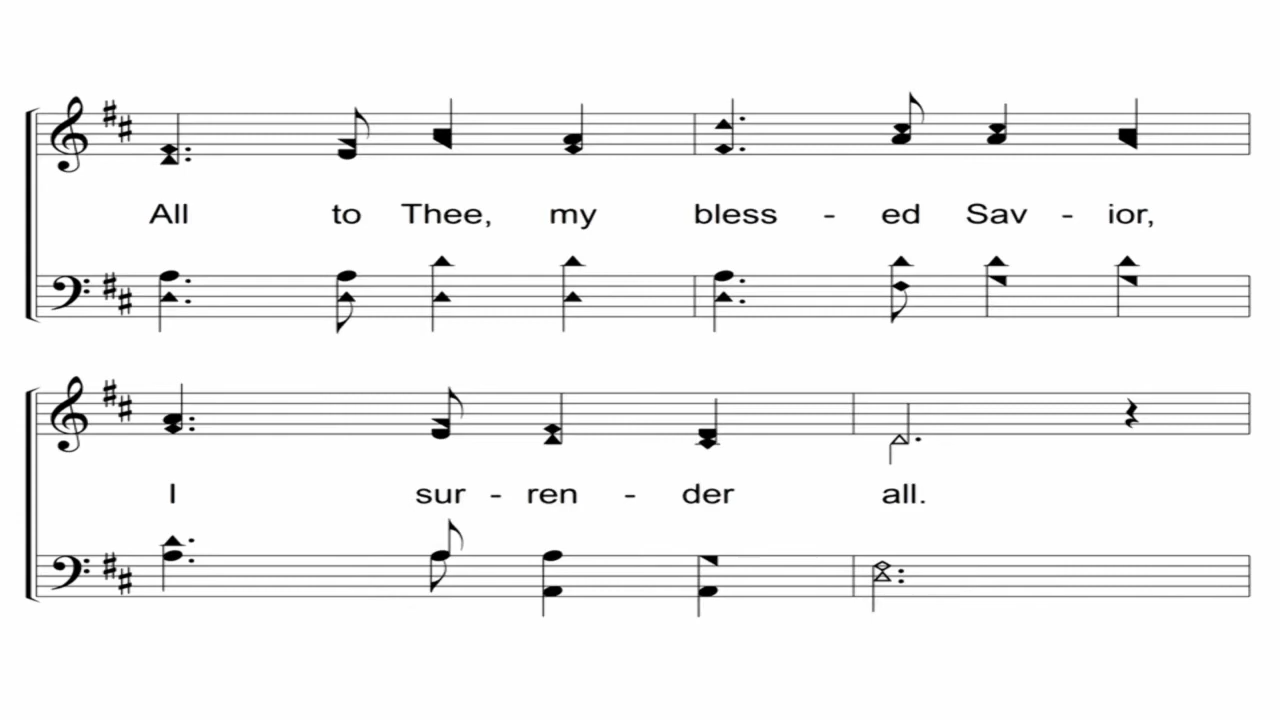 All to Thee, my bless - ed Sav - ior,
I sur - ren - der all.